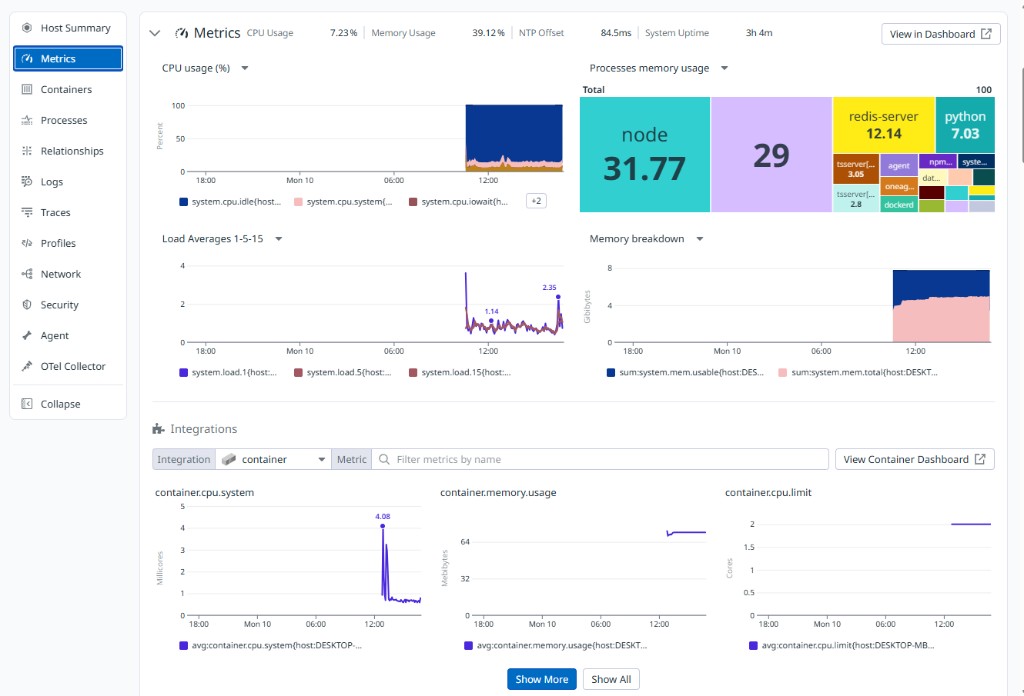 Host Summary
Metrics
Containers
Processes
Relationships
Logs
Traces
Profiles
Network
Security
Agent
OTel Collector
Collapse
Metrics CPU Usage 7.23 % Memory Usage 39.12 % NTP Offset 84.5ms System Uptime 3h 4m
View in Dashboard
CPU usage (%)
100
50
0
Percent
18:00 Mon 10 06:00 12:00
system.cpu.idle{host... system.cpu.system{... system.cpu.iowait{h... +2
Processes memory usage
Total 100
node
31.77
29
redis-server
12.14
python
7.03
tsserver[...
3.05
tsserver[...
2.8
agent
oneag...
dockerd
npm...
syste...
dat...
Load Averages 1-5-15
4
2
0
1.14
2.35
18:00 Mon 10 06:00 12:00
system.load.1{host:... system.load.5{host:... system.load.15{host:...
Memory breakdown
8
4
0
Gibibytes
18:00 Mon 10 06:00 12:00
sum:system.mem.usable{host:DES... sum:system.mem.total{host:DESKT...
Integrations
Integration container Metric Filter metrics by name
View Container Dashboard
container.cpu.system
5
4
3
2
1
0
Millicores
4.08
18:00 Mon 10 06:00 12:00
avg:container.cpu.system{host:DESKTOP-...
container.memory.usage
64
32
0
Mebibytes
18:00 Mon 10 06:00 12:00
avg:container.memory.usage{host:DESKT...
container.cpu.limit
2
1.5
1
0.5
0
Cores
18:00 Mon 10 06:00 12:00
avg:container.cpu.limit{host:DESKTOP-MB...
Show More
Show All